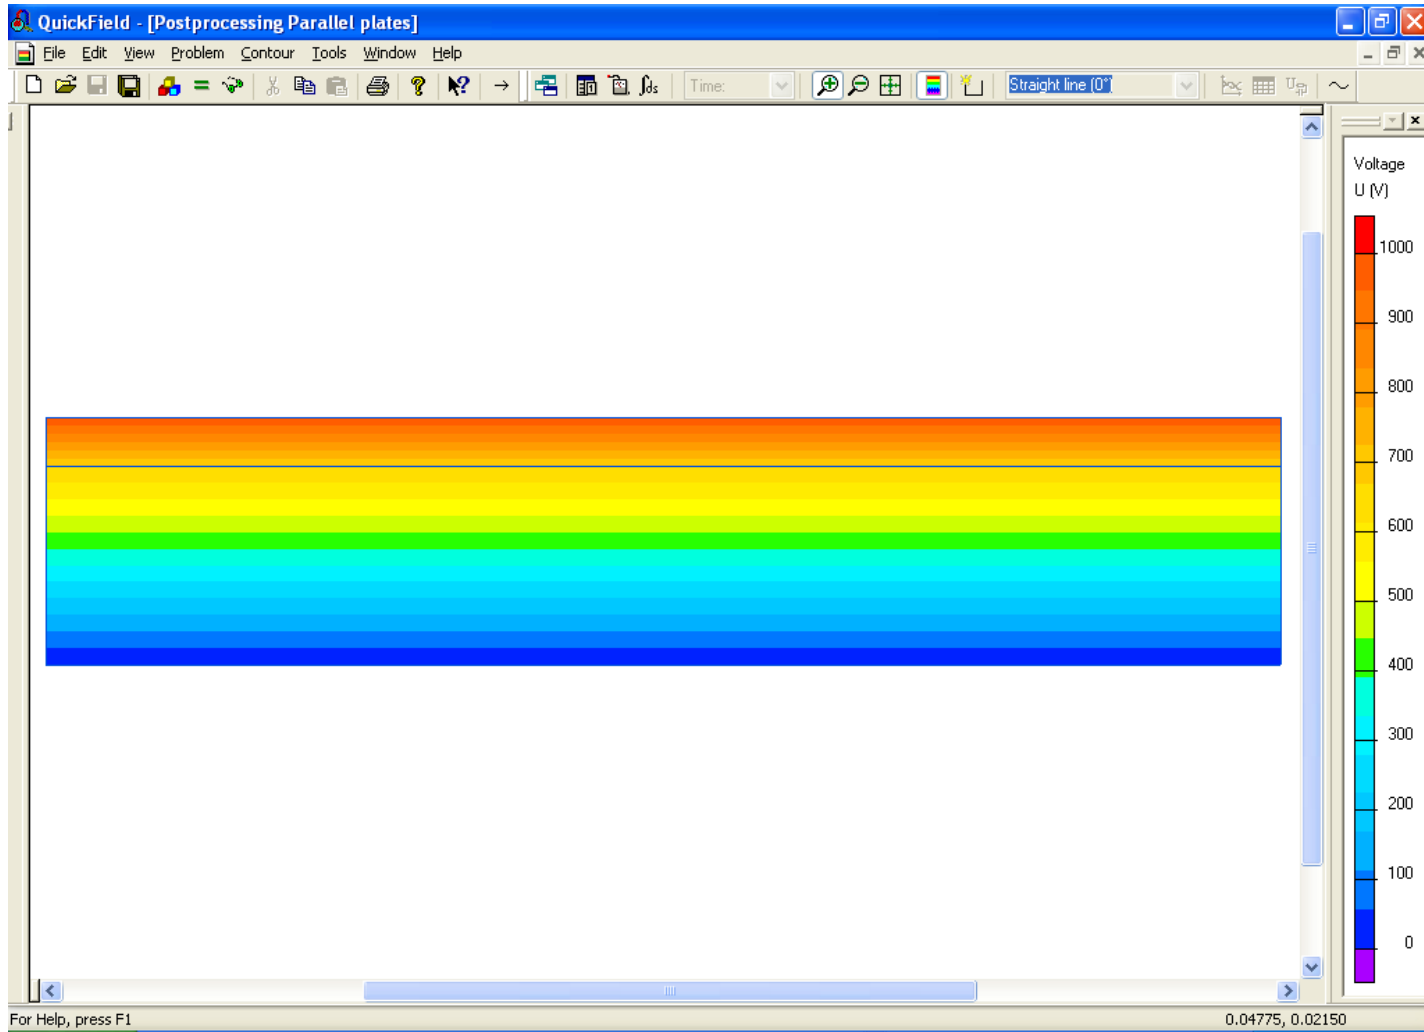 QuickField - [Postprocessing Parallel plates]
File Edit View Problem Contour Tools Window Help
Time: Straight line (0°)
Voltage
U (V)
1000
900
800
700
600
500
400
300
200
100
0
For Help, press F1 0.04775, 0.02150